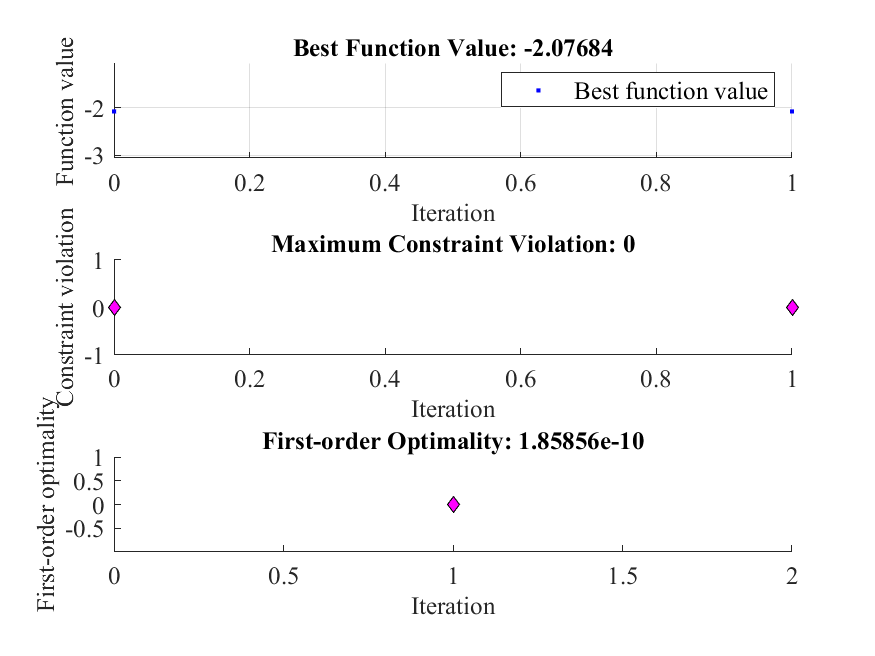 Best Function Value: -2.07684
Function value
Best function value
-2
-3
0 0.2 0.4 0.6 0.8 1
Iteration
Maximum Constraint Violation: 0
Constraint violation
1
0
-1
0 0.2 0.4 0.6 0.8 1
Iteration
First-order Optimality: 1.85856e-10
First-order optimality
1
0.5
0
-0.5
0 0.5 1 1.5 2
Iteration